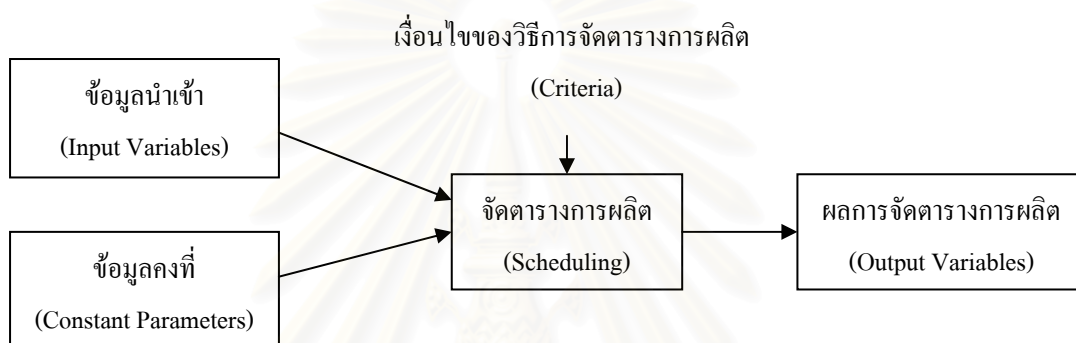 เงื่อนไขของวิธีการจัดตารางการผลิต
(Criteria)
ข้อมูลนำเข้า
(Input Variables)
จัดตารางการผลิต
(Scheduling)
ผลการจัดตารางการผลิต
(Output Variables)
ข้อมูลคงที่
(Constant Parameters)